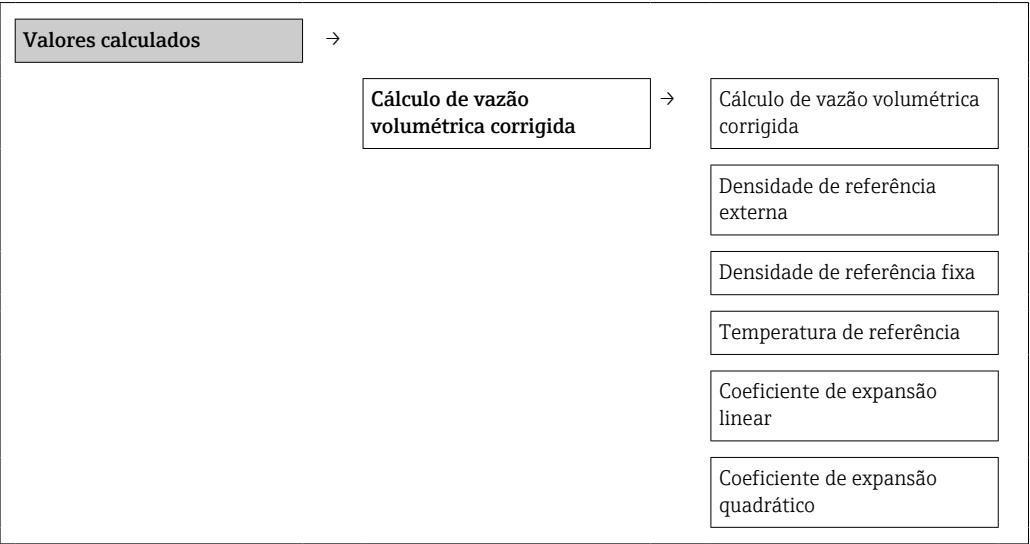 Valores calculados →
Cálculo de vazão
volumétrica corrigida
→
Cálculo de vazão volumétrica
corrigida
Densidade de referência
externa
Densidade de referência fixa
Temperatura de referência
Coeficiente de expansão
linear
Coeficiente de expansão
quadrático